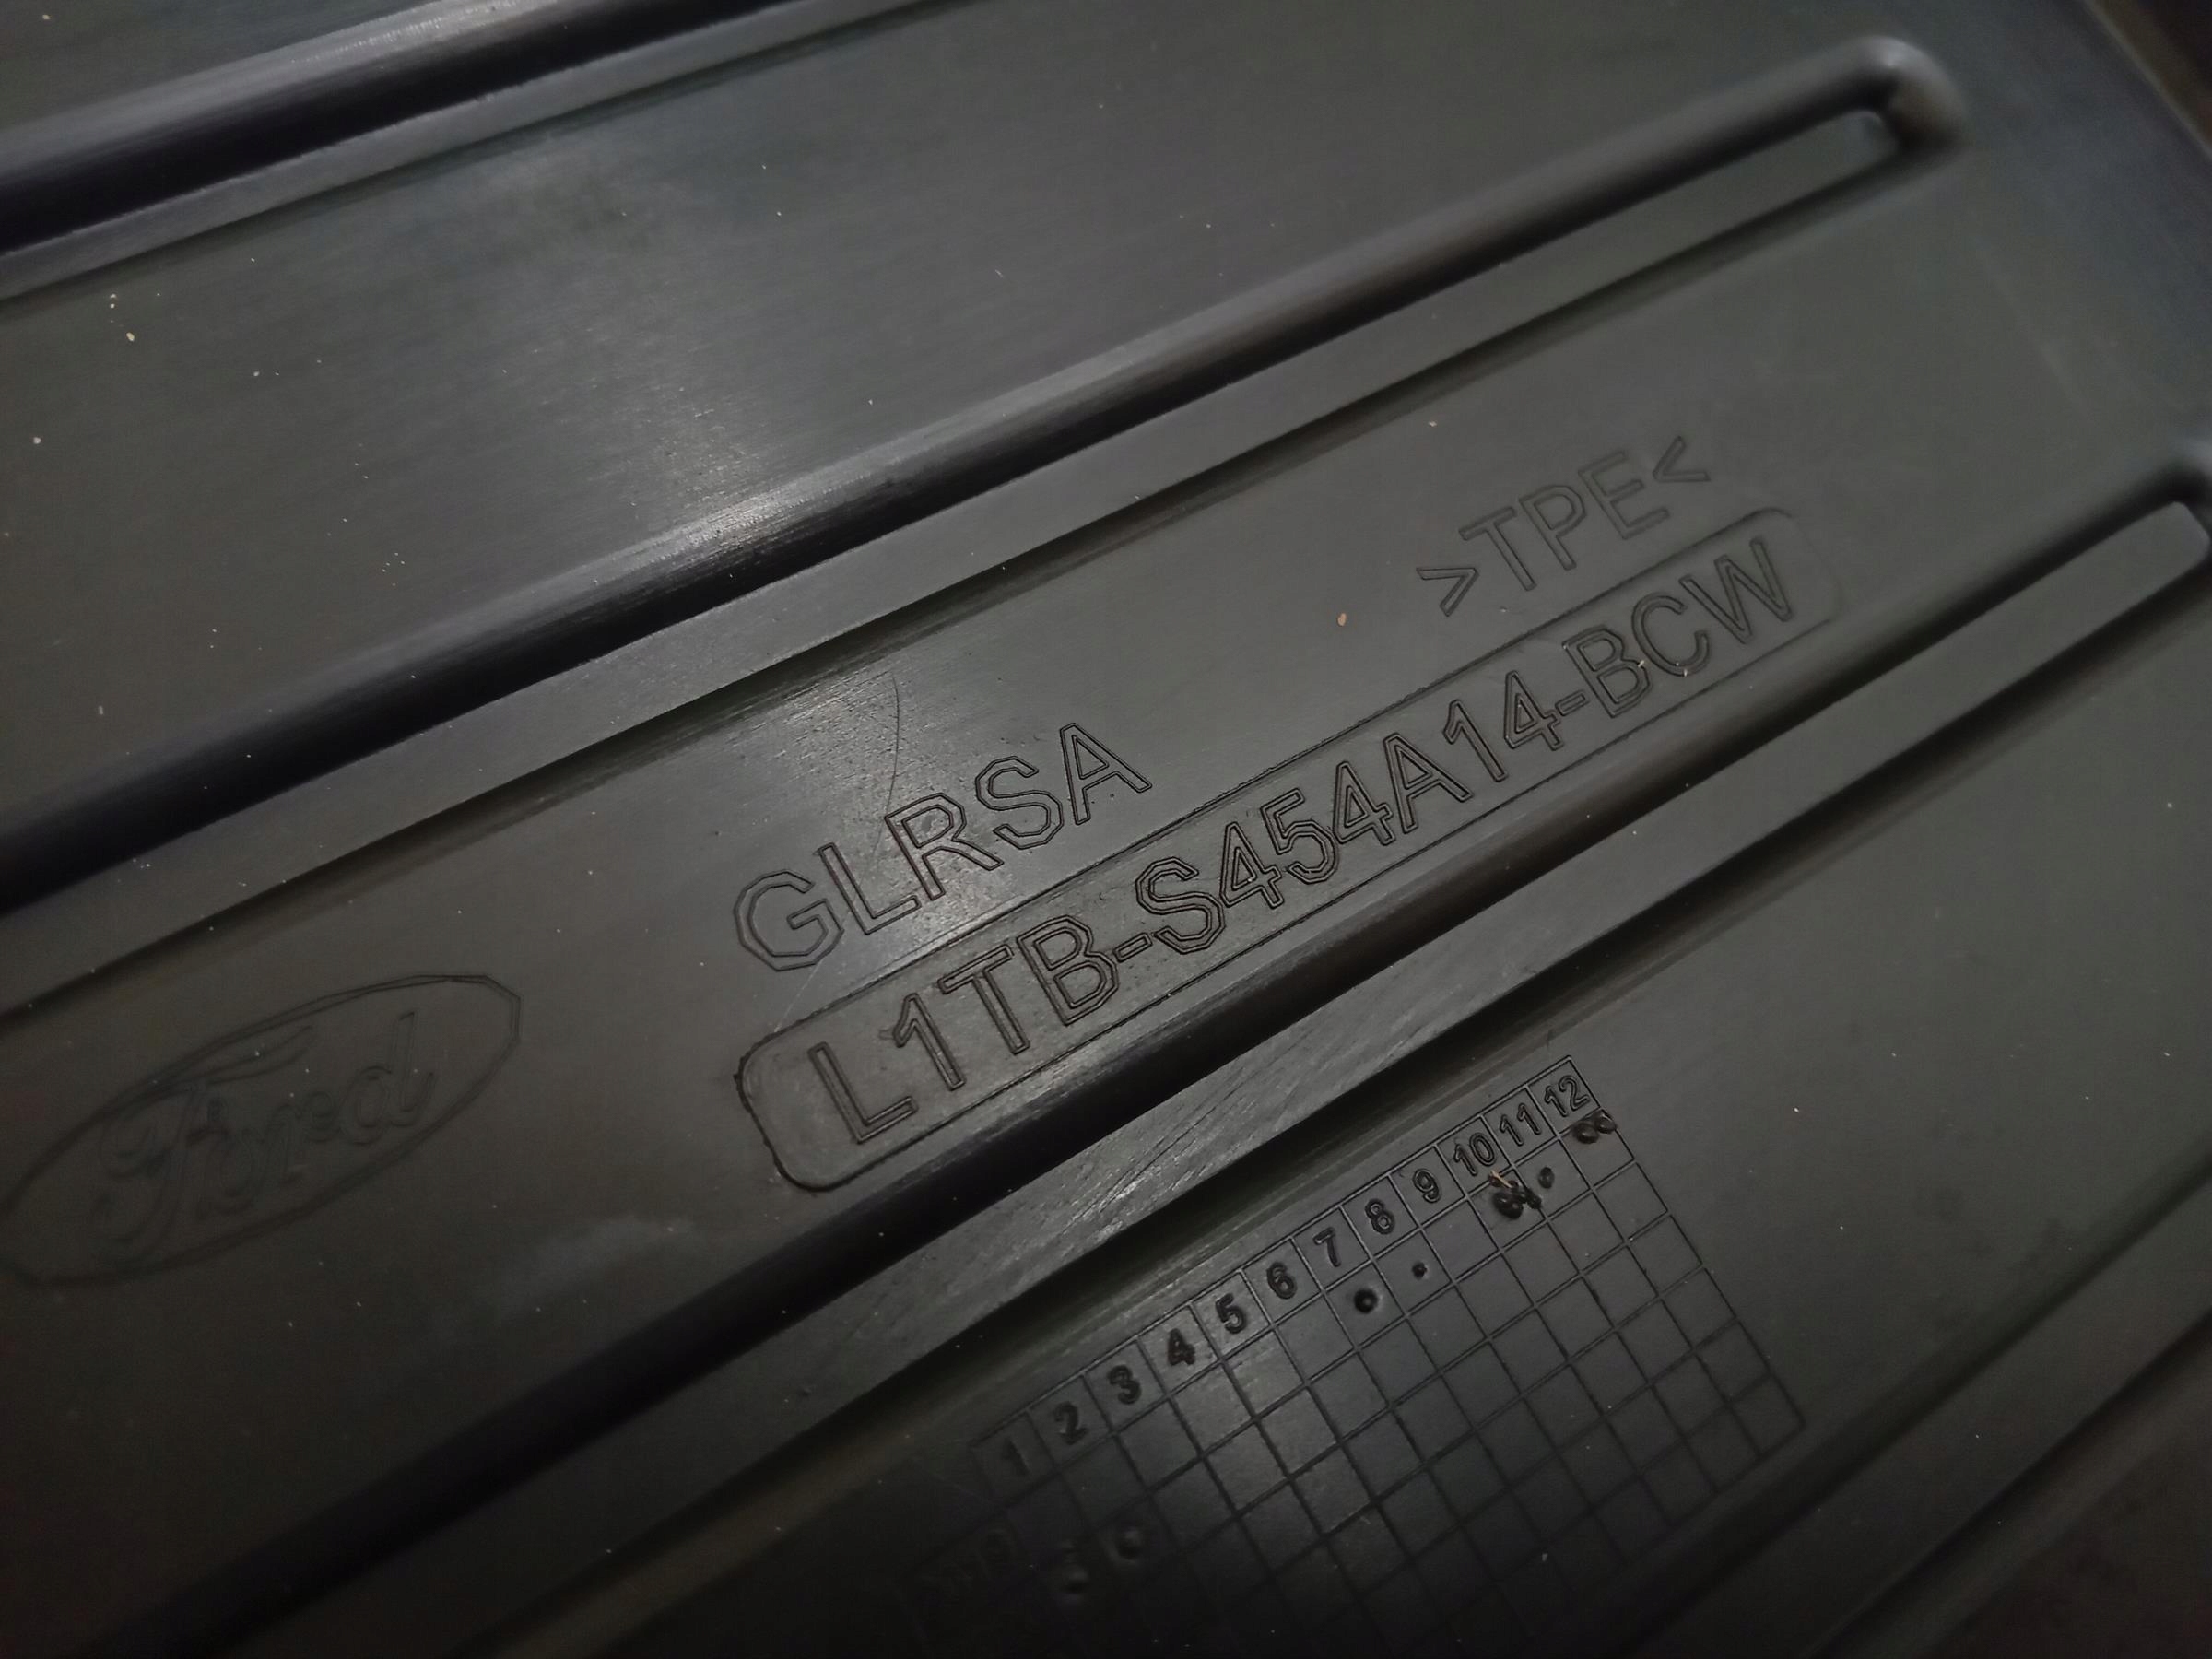 >TPE<
GLRSA
L1TB-S454A14-BCW
Ford
1 2 3 4 5 6 7 8 9 10 11 12